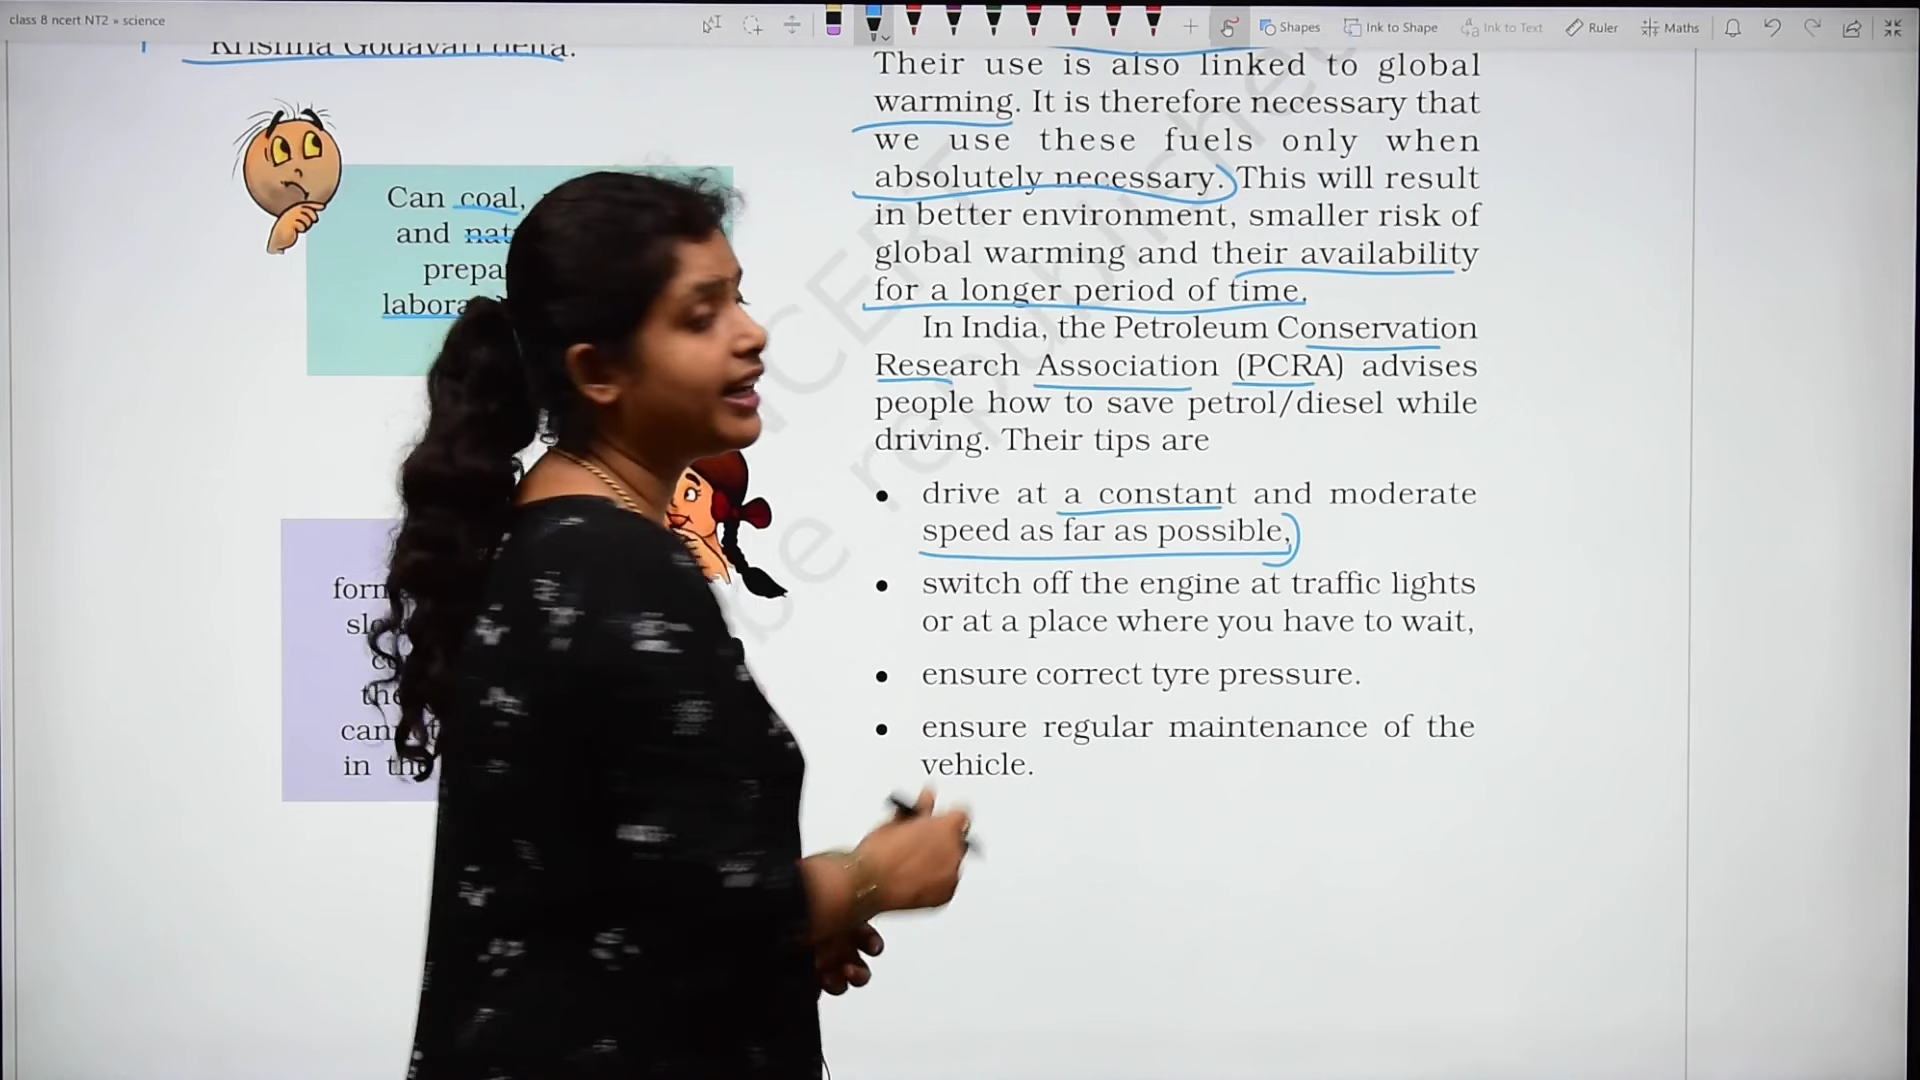 class 8 ncert NT2 » science
Shapes
Ink to Shape
Ink to Text
Ruler
Maths
Krishna Godavari delta.
Can coal,
and
labora
in the
Their use is also linked to global
warming. It is therefore necessary that
we use these fuels only when
absolutely necessary. This will result
in better environment, smaller risk of
global warming and their availability
for a longer period of time.
In India, the Petroleum Conservation
Research Association (PCRA) advises
people how to save petrol/diesel while
driving. Their tips are
• drive at a constant and moderate
speed as far as possible,
• switch off the engine at traffic lights
or at a place where you have to wait,
• ensure correct tyre pressure.
• ensure regular maintenance of the
vehicle.